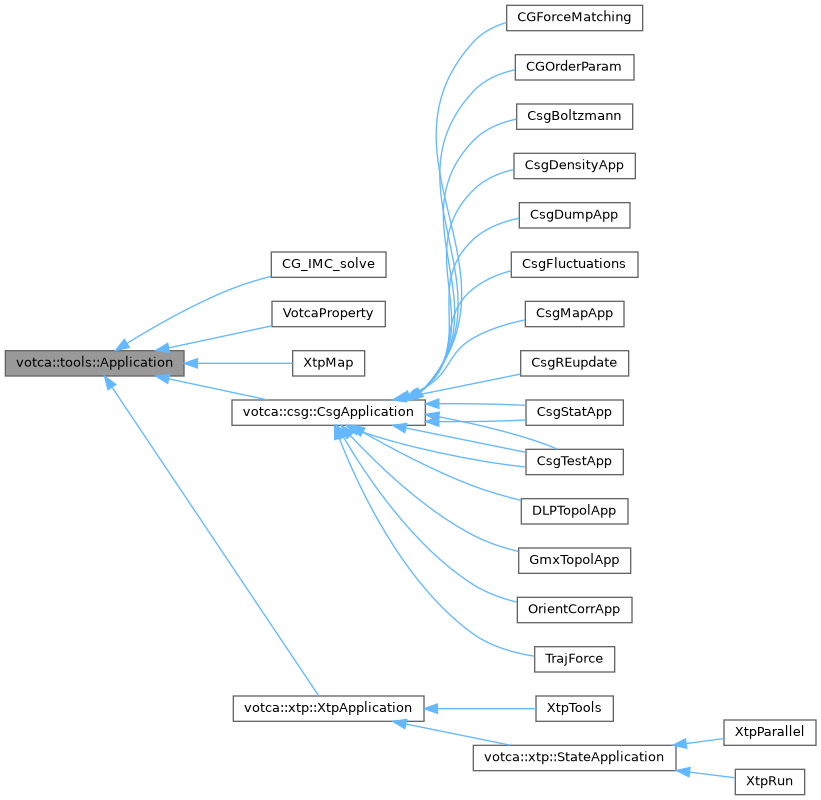 CGForceMatching
CGOrderParam
CsgBoltzmann
CsgDensityApp
CsgDumpApp
CG_IMC_solve
CsgFluctuations
VotcaProperty
CsgMapApp
votca::tools::Application
XtpMap
CsgREupdate
votca::csg::CsgApplication
CsgStatApp
CsgTestApp
DLPTopolApp
GmxTopolApp
OrientCorrApp
TrajForce
votca::xtp::XtpApplication
XtpTools
XtpParallel
votca::xtp::StateApplication
XtpRun